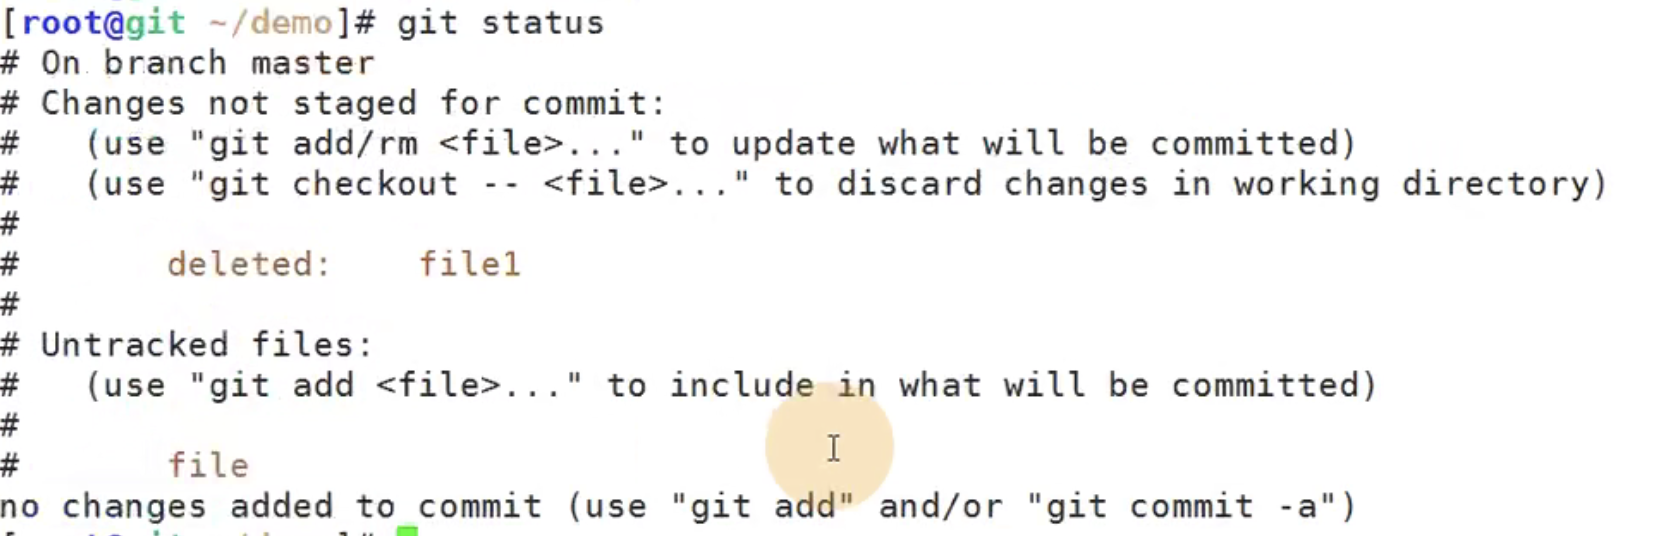 [root@git ~/demo]# git status
# On branch master
# Changes not staged for commit:
#   (use "git add/rm <file>..." to update what will be committed)
#   (use "git checkout -- <file>..." to discard changes in working directory)
#
#       deleted:    file1
#
# Untracked files:
#   (use "git add <file>..." to include in what will be committed)
#
#       file
no changes added to commit (use "git add" and/or "git commit -a")